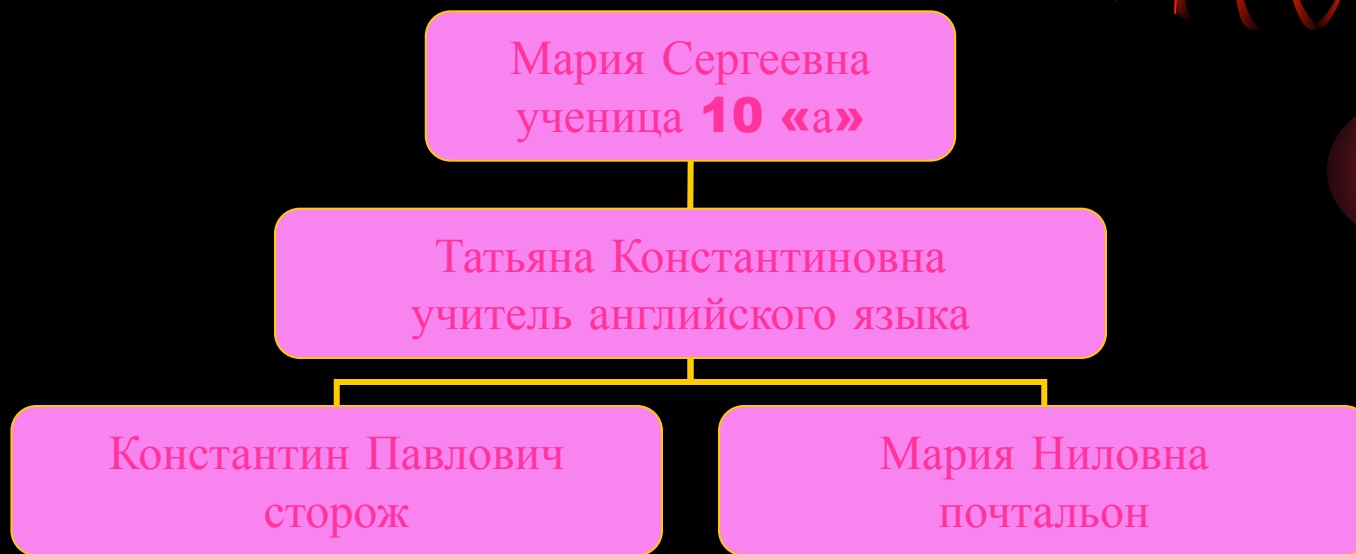 Мария Сергеевна
ученица 10 «а»
Татьяна Константиновна
учитель английского языка
Константин Павлович
сторож
Мария Ниловна
почтальон